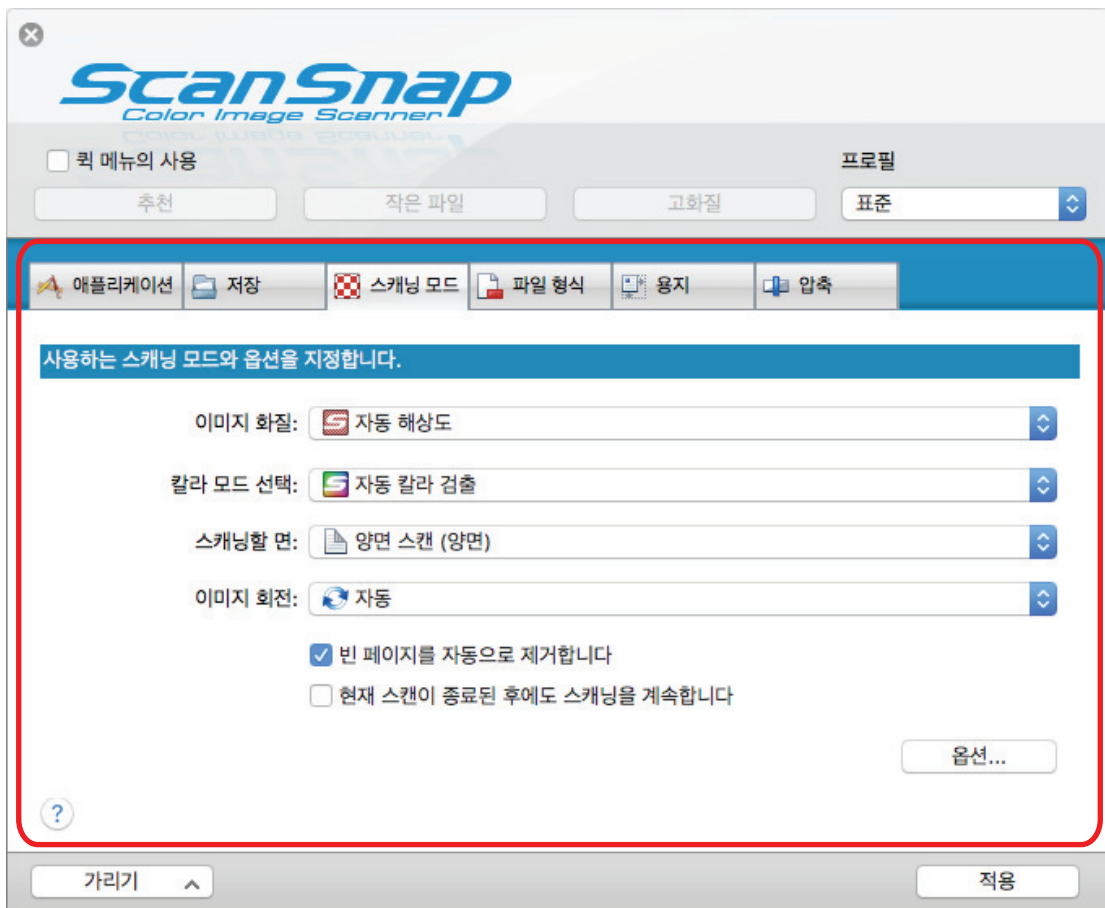 ScanSnap
Color Image Scanner
퀵 메뉴의 사용
프로필
추천
작은 파일
고화질
표준
애플리케이션
저장
스캐닝 모드
파일 형식
용지
압축
사용하는 스캐닝 모드와 옵션을 지정합니다.
이미지 화질: 자동 해상도
칼라 모드 선택: 자동 칼라 검출
스캐닝할 면: 양면 스캔 (양면)
이미지 회전: 자동
빈 페이지를 자동으로 제거합니다
현재 스캔이 종료된 후에도 스캐닝을 계속합니다
옵션...
?
가리기
적용